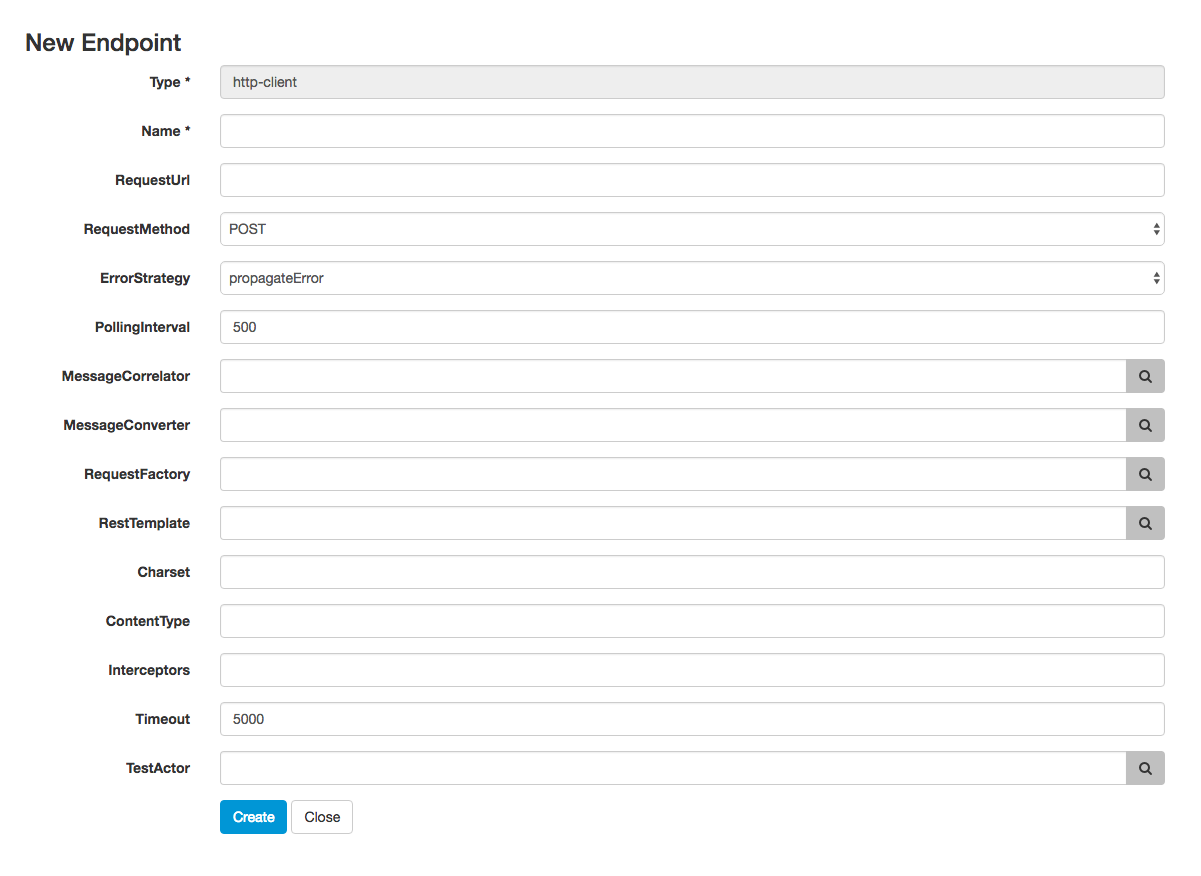 New Endpoint
Type * http-client
Name *
RequestUrl
RequestMethod POST
ErrorStrategy propagateError
PollingInterval 500
MessageCorrelator
MessageConverter
RequestFactory
RestTemplate
Charset
ContentType
Interceptors
Timeout 5000
TestActor
Create Close